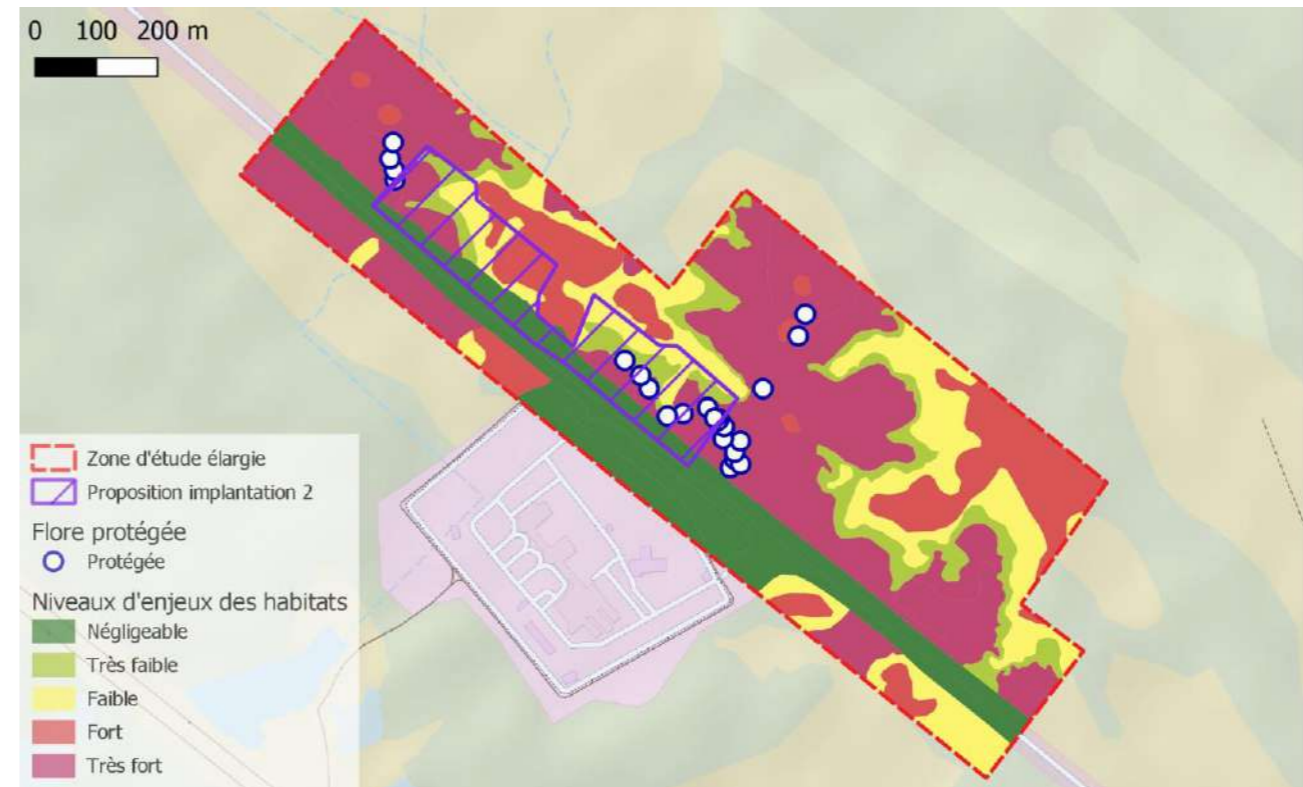 0 100 200 m
Zone d'étude élargie
Proposition implantation 2
Flore protégée
Protégée
Niveaux d'enjeux des habitats
Négligeable
Très faible
Faible
Fort
Très fort